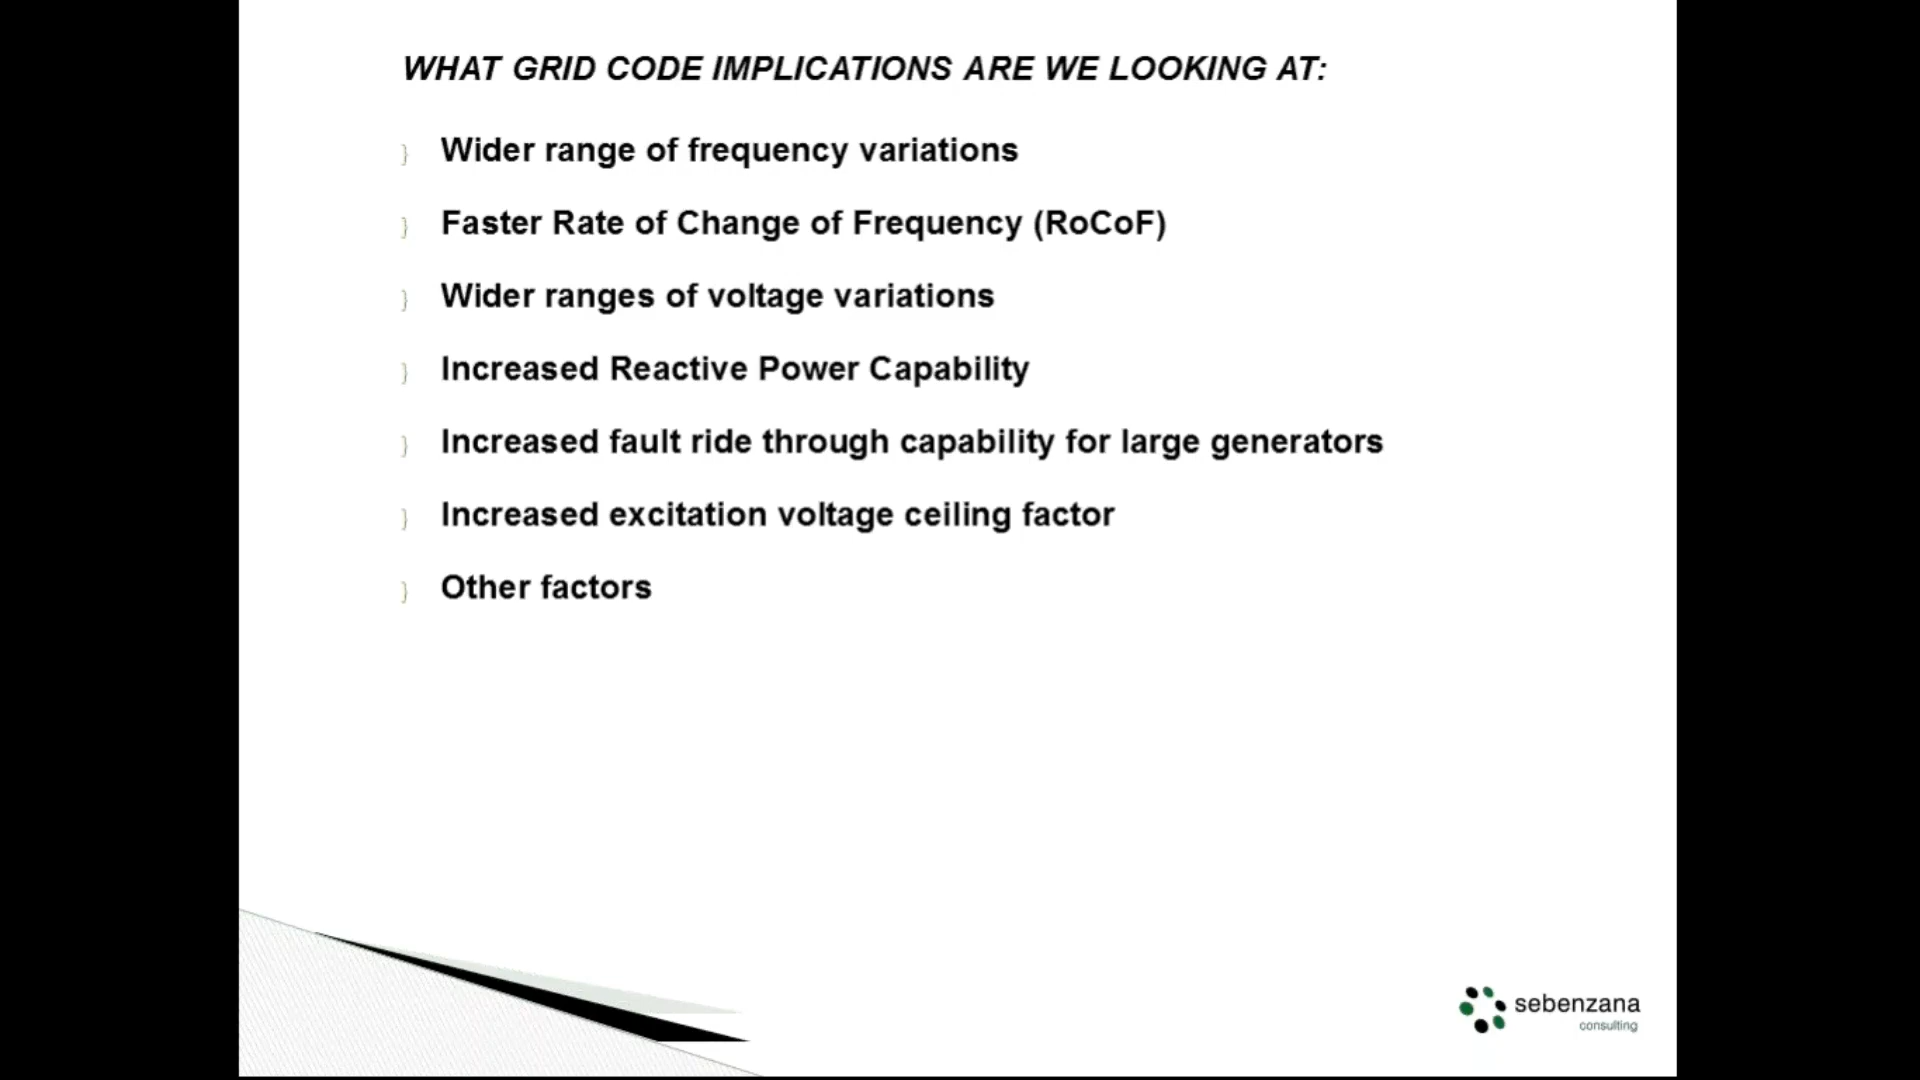 WHAT GRID CODE IMPLICATIONS ARE WE LOOKING AT:
} Wider range of frequency variations
} Faster Rate of Change of Frequency (RoCoF)
} Wider ranges of voltage variations
} Increased Reactive Power Capability
} Increased fault ride through capability for large generators
} Increased excitation voltage ceiling factor
} Other factors
sebenzana
consulting